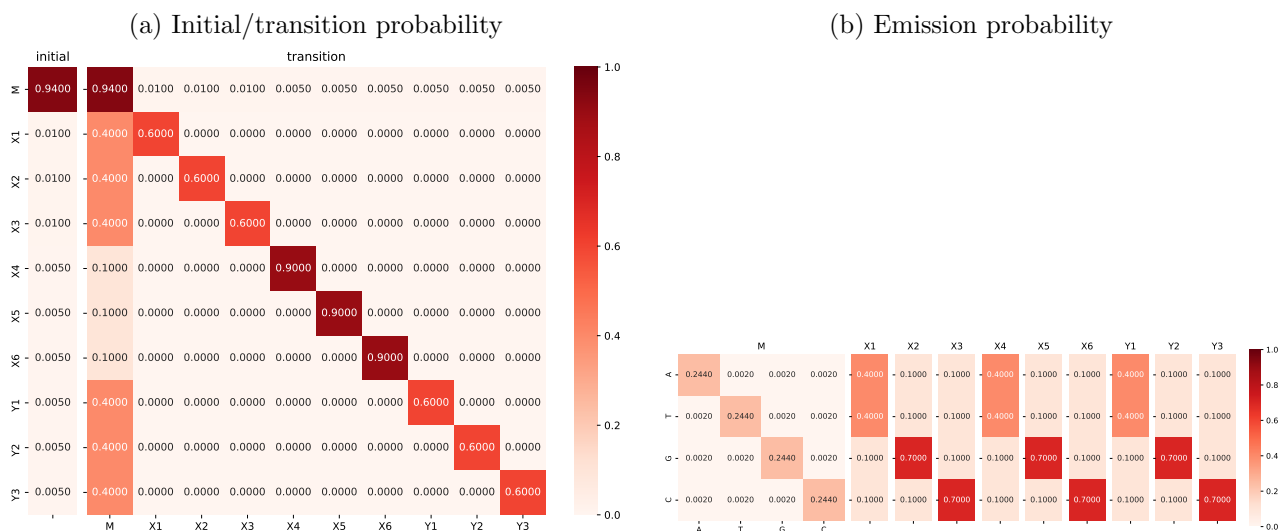 (a) Initial/transition probability
initial transition
M 0.9400 0.9400 0.0100 0.0100 0.0100 0.0050 0.0050 0.0050 0.0050 0.0050 0.0050
X1 0.0100 0.4000 0.6000 0.0000 0.0000 0.0000 0.0000 0.0000 0.0000 0.0000 0.0000
X2 0.0100 0.4000 0.0000 0.6000 0.0000 0.0000 0.0000 0.0000 0.0000 0.0000 0.0000
X3 0.0100 0.4000 0.0000 0.0000 0.6000 0.0000 0.0000 0.0000 0.0000 0.0000 0.0000
X4 0.0050 0.1000 0.0000 0.0000 0.0000 0.9000 0.0000 0.0000 0.0000 0.0000 0.0000
X5 0.0050 0.1000 0.0000 0.0000 0.0000 0.0000 0.9000 0.0000 0.0000 0.0000 0.0000
X6 0.0050 0.1000 0.0000 0.0000 0.0000 0.0000 0.0000 0.9000 0.0000 0.0000 0.0000
Y1 0.0050 0.4000 0.0000 0.0000 0.0000 0.0000 0.0000 0.0000 0.6000 0.0000 0.0000
Y2 0.0050 0.4000 0.0000 0.0000 0.0000 0.0000 0.0000 0.0000 0.0000 0.6000 0.0000
Y3 0.0050 0.4000 0.0000 0.0000 0.0000 0.0000 0.0000 0.0000 0.0000 0.0000 0.6000
M X1 X2 X3 X4 X5 X6 Y1 Y2 Y3
1.0
0.8
0.6
0.4
0.2
0.0
(b) Emission probability
M X1 X2 X3 X4 X5 X6 Y1 Y2 Y3
A 0.2440 0.0020 0.0020 0.0020 0.4000 0.1000 0.1000 0.4000 0.1000 0.1000 0.4000 0.1000 0.1000
T 0.0020 0.2440 0.0020 0.0020 0.4000 0.1000 0.1000 0.4000 0.1000 0.1000 0.4000 0.1000 0.1000
G 0.0020 0.0020 0.2440 0.0020 0.1000 0.7000 0.1000 0.1000 0.7000 0.1000 0.1000 0.7000 0.1000
C 0.0020 0.0020 0.0020 0.2440 0.1000 0.1000 0.7000 0.1000 0.1000 0.7000 0.1000 0.1000 0.7000
A T G C
1.0
0.8
0.6
0.4
0.2
0.0